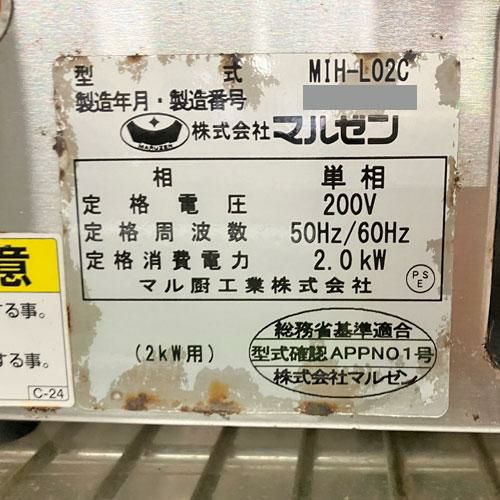 型式 MIH-L02C
製造年月・製造番号
MARUZEN 株式会社マルゼン
相 単相
定格電圧 200V
定格周波数 50Hz/60Hz
定格消費電力 2.0kW
マル厨工業株式会社
PS
E
(2kW用)
総務省基準適合
型式確認APPNO1号
株式会社マルゼン
意
する事。
する事。
C-24